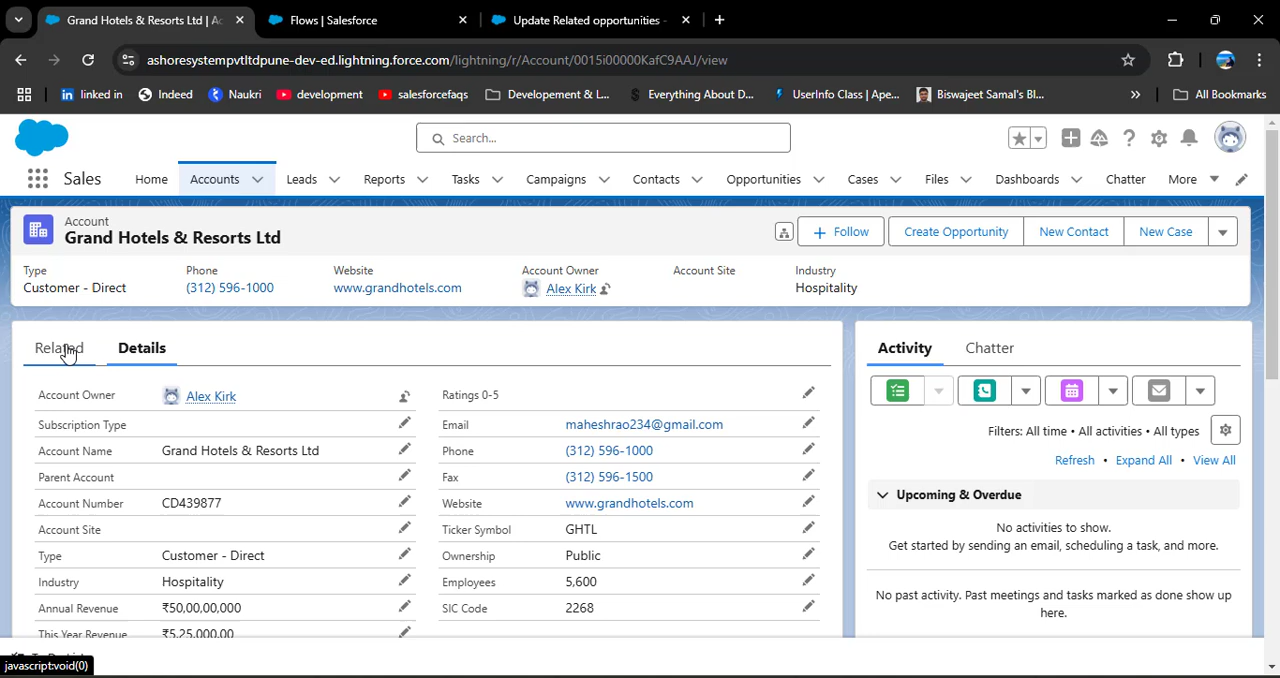 Grand Hotels & Resorts Ltd | Ac
Flows | Salesforce
Update Related opportunities -
ashoresystempvtltdpune-dev-ed.lightning.force.com/lightning/r/Account/0015i00000KafC9AAJ/view
linked in
Indeed
Naukri
development
salesforcefaqs
Developement & L...
Everything About D...
UserInfo Class | Ape...
Biswajeet Samal's Bl...
»
All Bookmarks
Search...
Sales
Home
Accounts
Leads
Reports
Tasks
Campaigns
Contacts
Opportunities
Cases
Files
Dashboards
Chatter
More
Account
Grand Hotels & Resorts Ltd
Follow
Create Opportunity
New Contact
New Case
Type
Customer - Direct
Phone
(312) 596-1000
Website
www.grandhotels.com
Account Owner
Alex Kirk
Account Site
Industry
Hospitality
Related
Details
Account Owner
Alex Kirk
Subscription Type
Account Name
Grand Hotels & Resorts Ltd
Parent Account
Account Number
CD439877
Account Site
Type
Customer - Direct
Industry
Hospitality
Annual Revenue
₹50,00,00,000
This Year Revenue
₹5,25,000.00
Ratings 0-5
Email
maheshrao234@gmail.com
Phone
(312) 596-1000
Fax
(312) 596-1500
Website
www.grandhotels.com
Ticker Symbol
GHTL
Ownership
Public
Employees
5,600
SIC Code
2268
Activity
Chatter
Filters: All time • All activities • All types
Refresh • Expand All • View All
Upcoming & Overdue
No activities to show.
Get started by sending an email, scheduling a task, and more.
No past activity. Past meetings and tasks marked as done show up
here.
javascript:void(0)